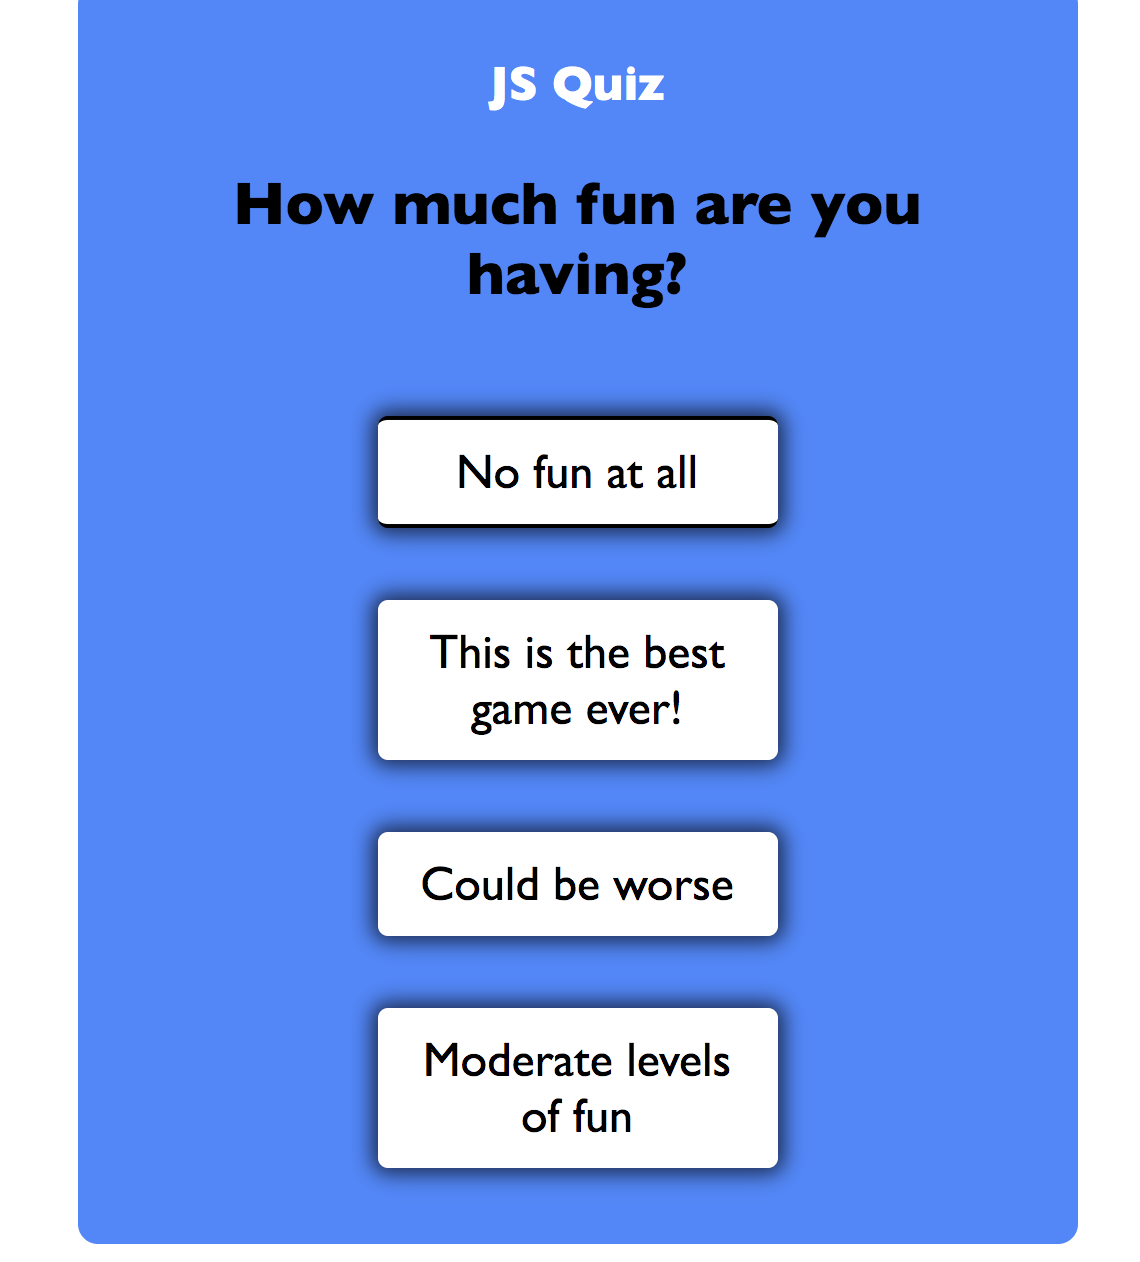 JS Quiz
How much fun are you
having?
No fun at all
This is the best
game ever!
Could be worse
Moderate levels
of fun